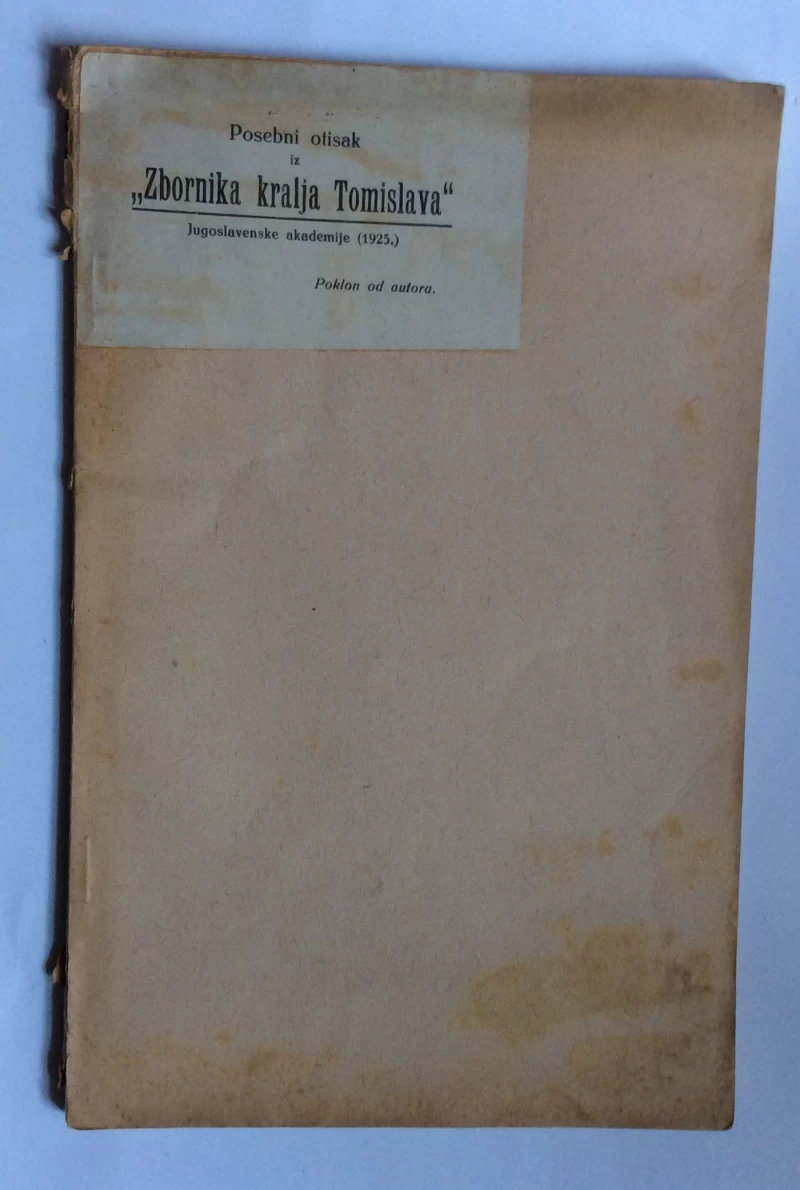 Posebni otisak
iz
„Zbornika kralja Tomislava“
Jugoslavenske akademije (1925.)
Poklon od autora.